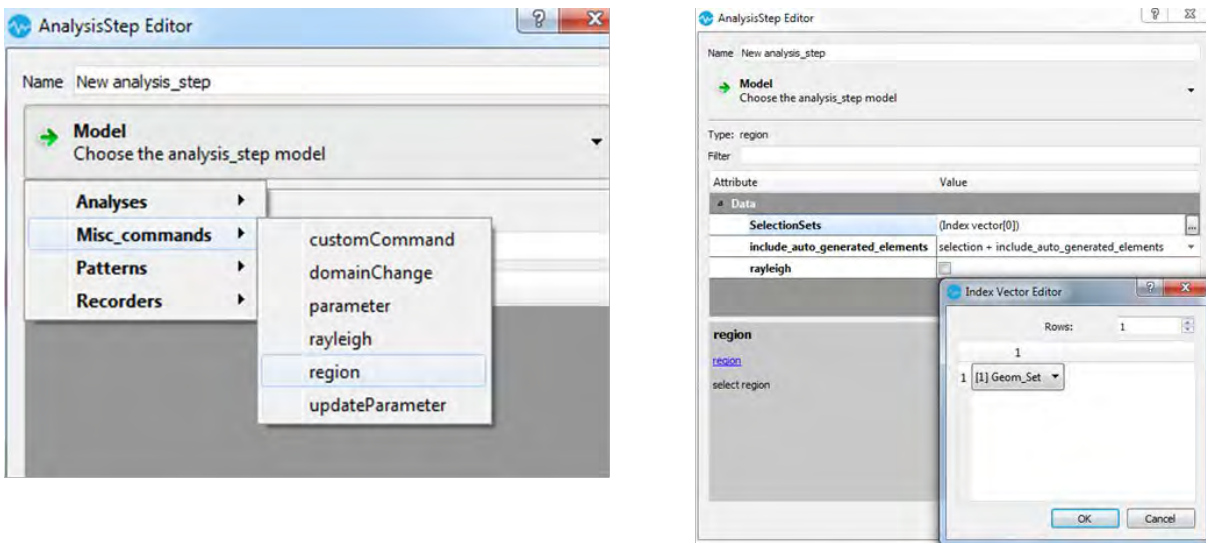 AnalysisStep Editor
Name New analysis_step
Model
Choose the analysis_step model
Analyses
Misc_commands
Patterns
Recorders
customCommand
domainChange
parameter
rayleigh
region
updateParameter
AnalysisStep Editor
Name New analysis_step
Model
Choose the analysis_step model
Type: region
Filter
Attribute Value
Data
SelectionSets (Index vector[0]) ...
include_auto_generated_elements selection + include_auto_generated_elements
rayleigh
region
region
select region
Index Vector Editor
Rows: 1
1
1 [1] Geom_Set
OK Cancel